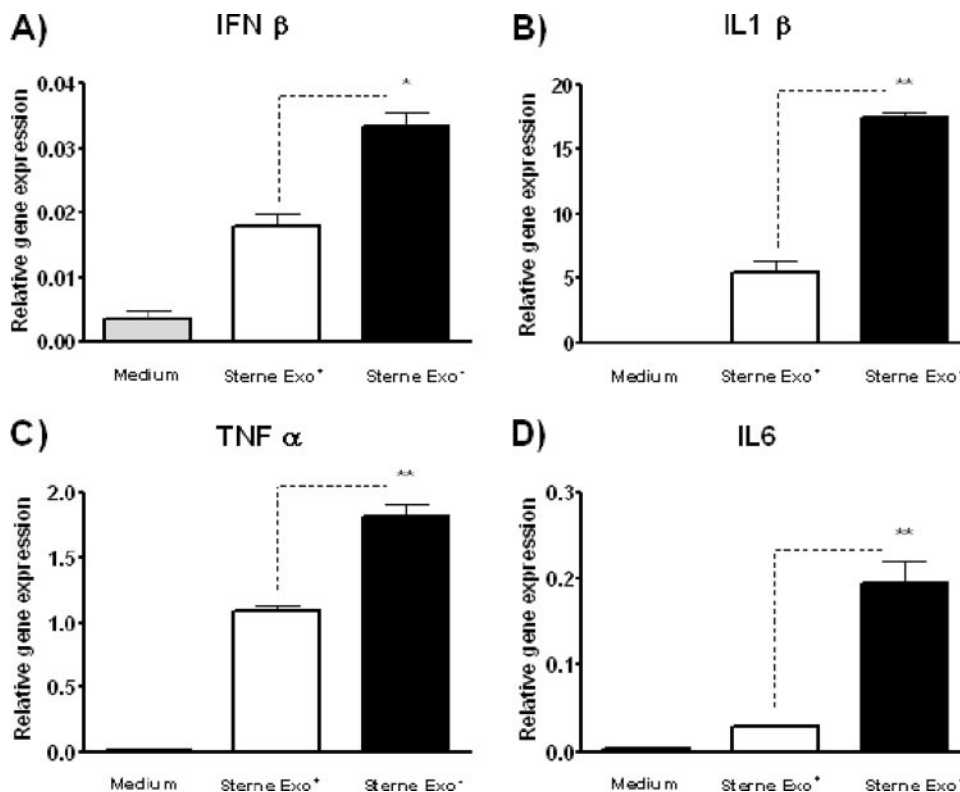 A)
IFN β
Relative gene expression
0.04
0.03
0.02
0.01
0.00
*
Medium
Sterne Exo⁺
Sterne Exo⁻
B)
IL1 β
Relative gene expression
20
15
10
5
0
**
Medium
Sterne Exo⁺
Sterne Exo⁻
C)
TNF α
Relative gene expression
2.0
1.5
1.0
0.5
0.0
**
Medium
Sterne Exo⁺
Sterne Exo⁻
D)
IL6
Relative gene expression
0.3
0.2
0.1
0.0
**
Medium
Sterne Exo⁺
Sterne Exo⁻